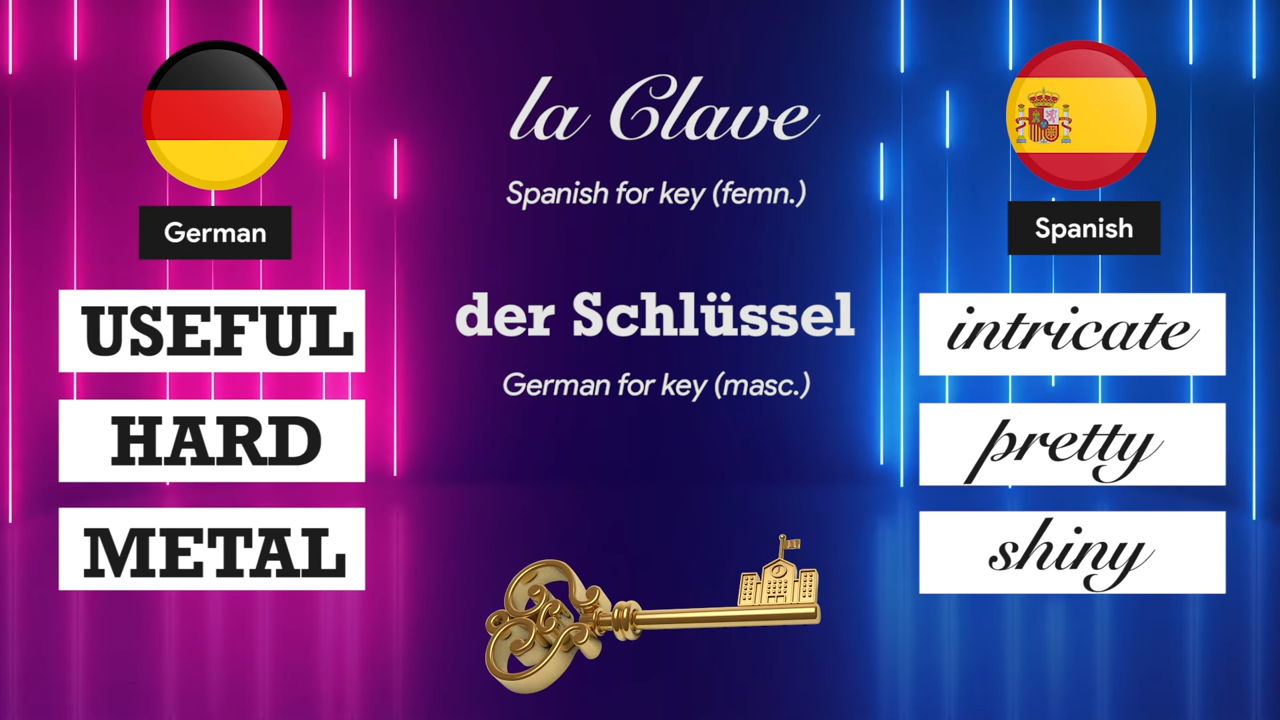 German
USEFUL
HARD
METAL
la Clave
Spanish for key (femn.)
der Schlüssel
German for key (masc.)
Spanish
intricate
pretty
shiny